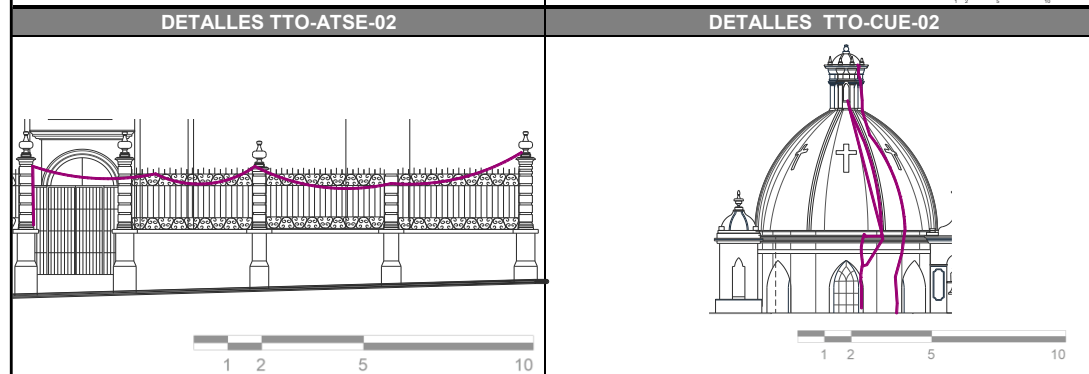 DETALLES TTO-ATSE-02
DETALLES TTO-CUE-02
1 2 5 10
1 2 5 10